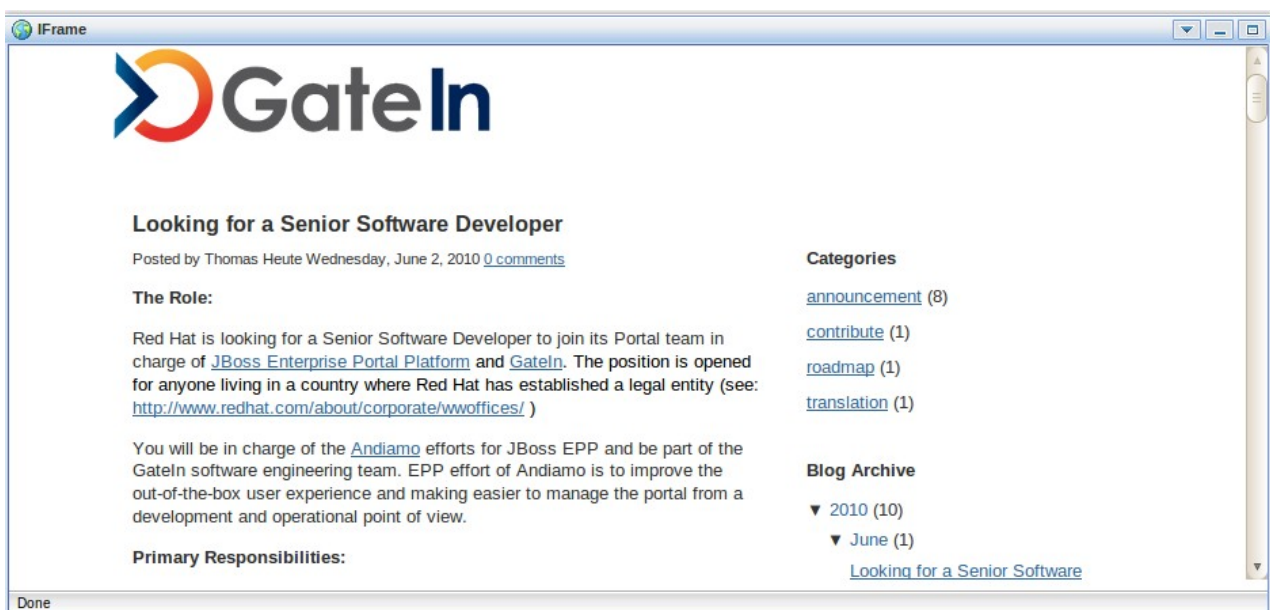 IFrame
GateIn
Looking for a Senior Software Developer
Posted by Thomas Heute Wednesday, June 2, 2010 0 comments
The Role:
Red Hat is looking for a Senior Software Developer to join its Portal team in
charge of JBoss Enterprise Portal Platform and GateIn. The position is opened
for anyone living in a country where Red Hat has established a legal entity (see:
http://www.redhat.com/about/corporate/wwoffices/ )
You will be in charge of the Andiamo efforts for JBoss EPP and be part of the
GateIn software engineering team. EPP effort of Andiamo is to improve the
out-of-the-box user experience and making easier to manage the portal from a
development and operational point of view.
Primary Responsibilities:
Categories
announcement (8)
contribute (1)
roadmap (1)
translation (1)
Blog Archive
▼ 2010 (10)
▼ June (1)
Looking for a Senior Software
Done